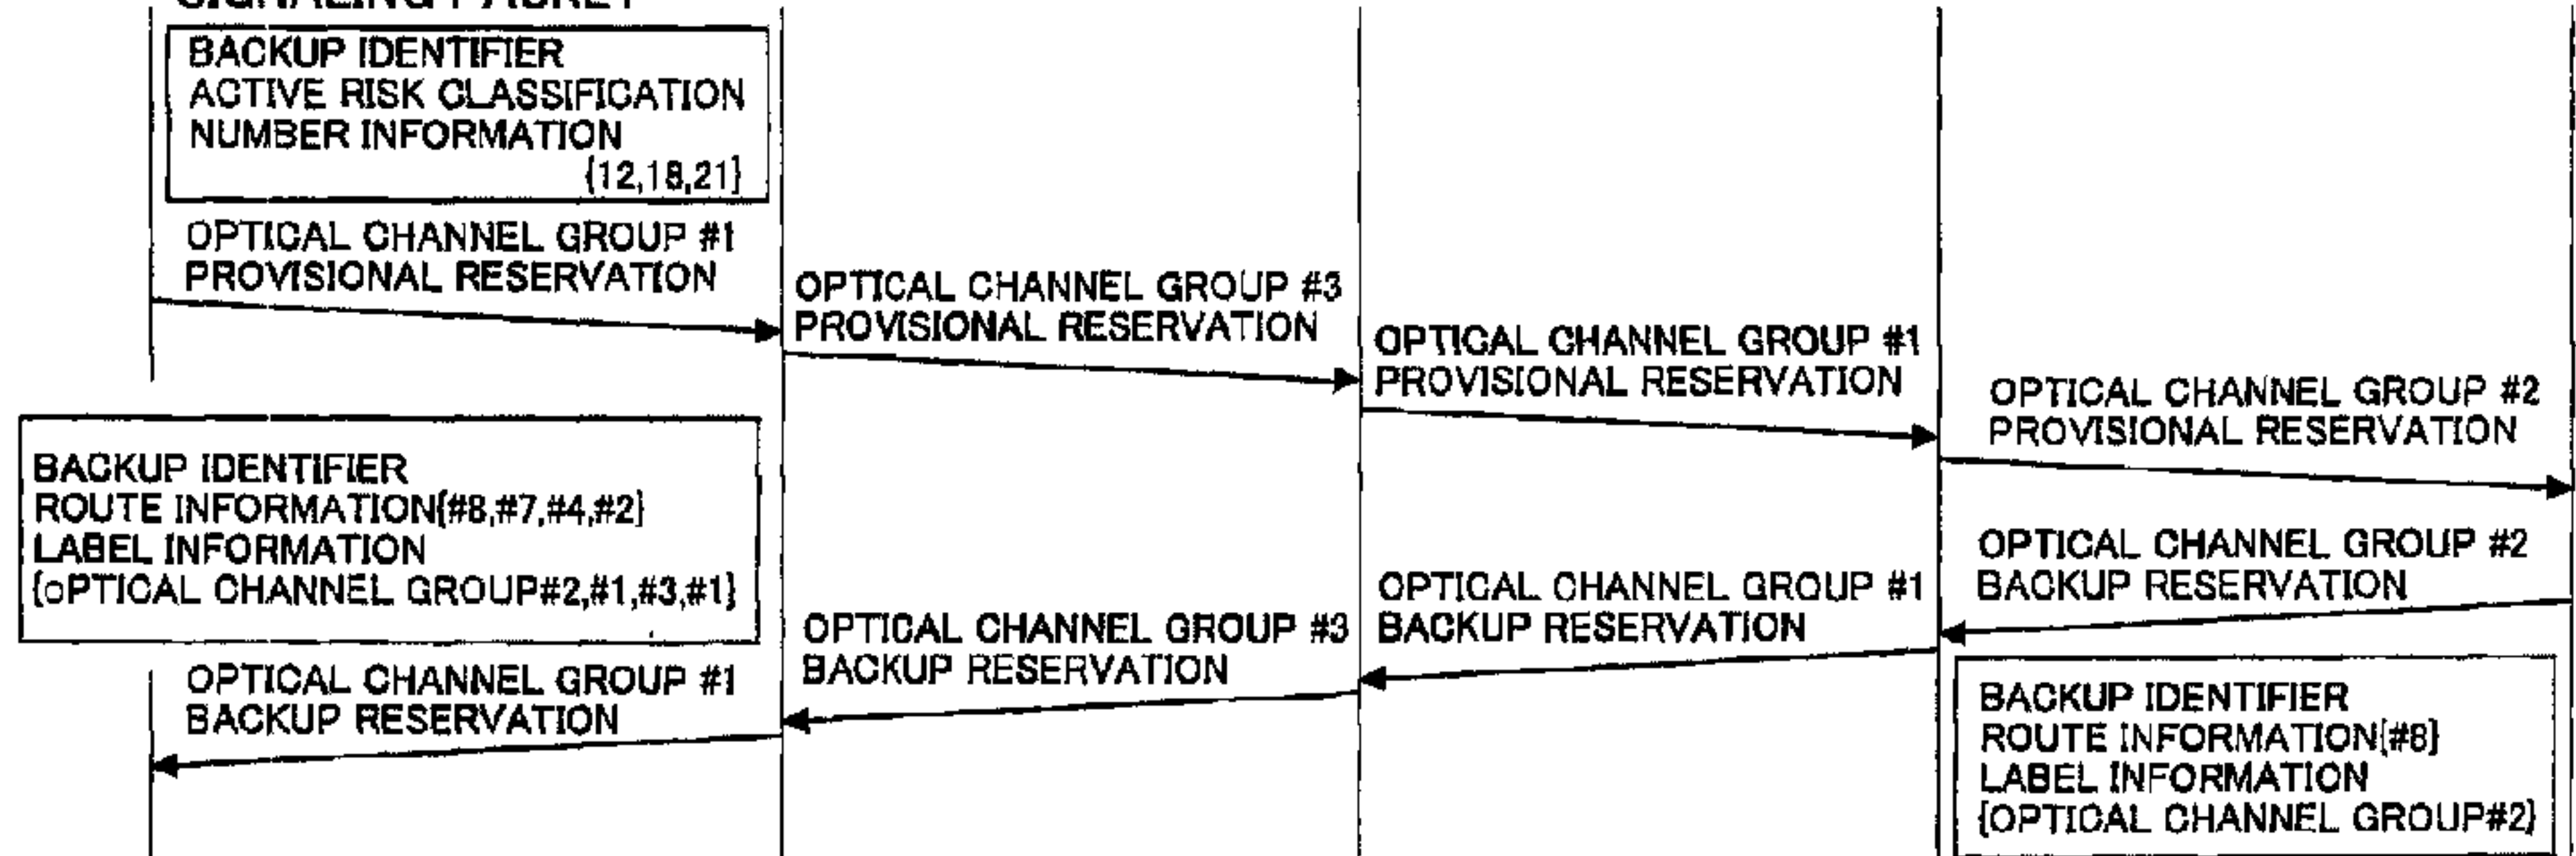 SIGNALING PACKET
BACKUP IDENTIFIER
ACTIVE RISK CLASSIFICATION
NUMBER INFORMATION
{12,18,21}
OPTICAL CHANNEL GROUP #1
PROVISIONAL RESERVATION
OPTICAL CHANNEL GROUP #3
PROVISIONAL RESERVATION
OPTICAL CHANNEL GROUP #1
PROVISIONAL RESERVATION
OPTICAL CHANNEL GROUP #2
PROVISIONAL RESERVATION
BACKUP IDENTIFIER
ROUTE INFORMATION{#8,#7,#4,#2}
LABEL INFORMATION
{oPTICAL CHANNEL GROUP#2,#1,#3,#1}
OPTICAL CHANNEL GROUP #2
BACKUP RESERVATION
OPTICAL CHANNEL GROUP #1
BACKUP RESERVATION
OPTICAL CHANNEL GROUP #3
BACKUP RESERVATION
OPTICAL CHANNEL GROUP #1
BACKUP RESERVATION
BACKUP IDENTIFIER
ROUTE INFORMATION{#8}
LABEL INFORMATION
{OPTICAL CHANNEL GROUP#2}